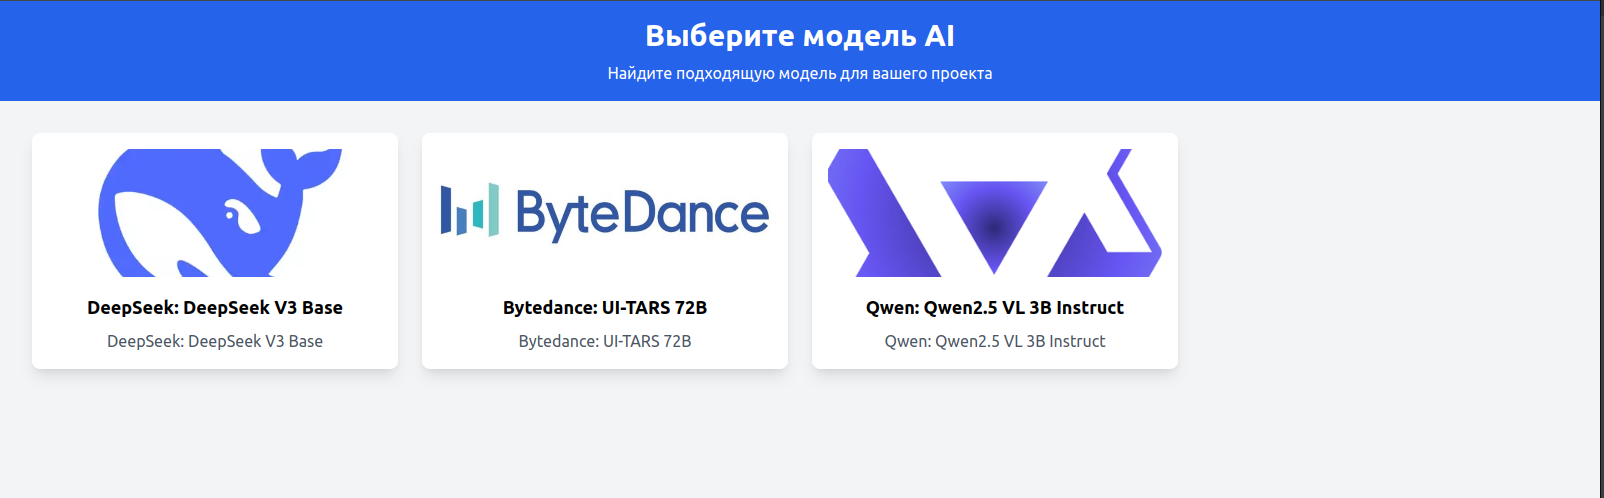 Выберите модель AI
Найдите подходящую модель для вашего проекта
ByteDance
DeepSeek: DeepSeek V3 Base
DeepSeek: DeepSeek V3 Base
Bytedance: UI-TARS 72B
Bytedance: UI-TARS 72B
Qwen: Qwen2.5 VL 3B Instruct
Qwen: Qwen2.5 VL 3B Instruct